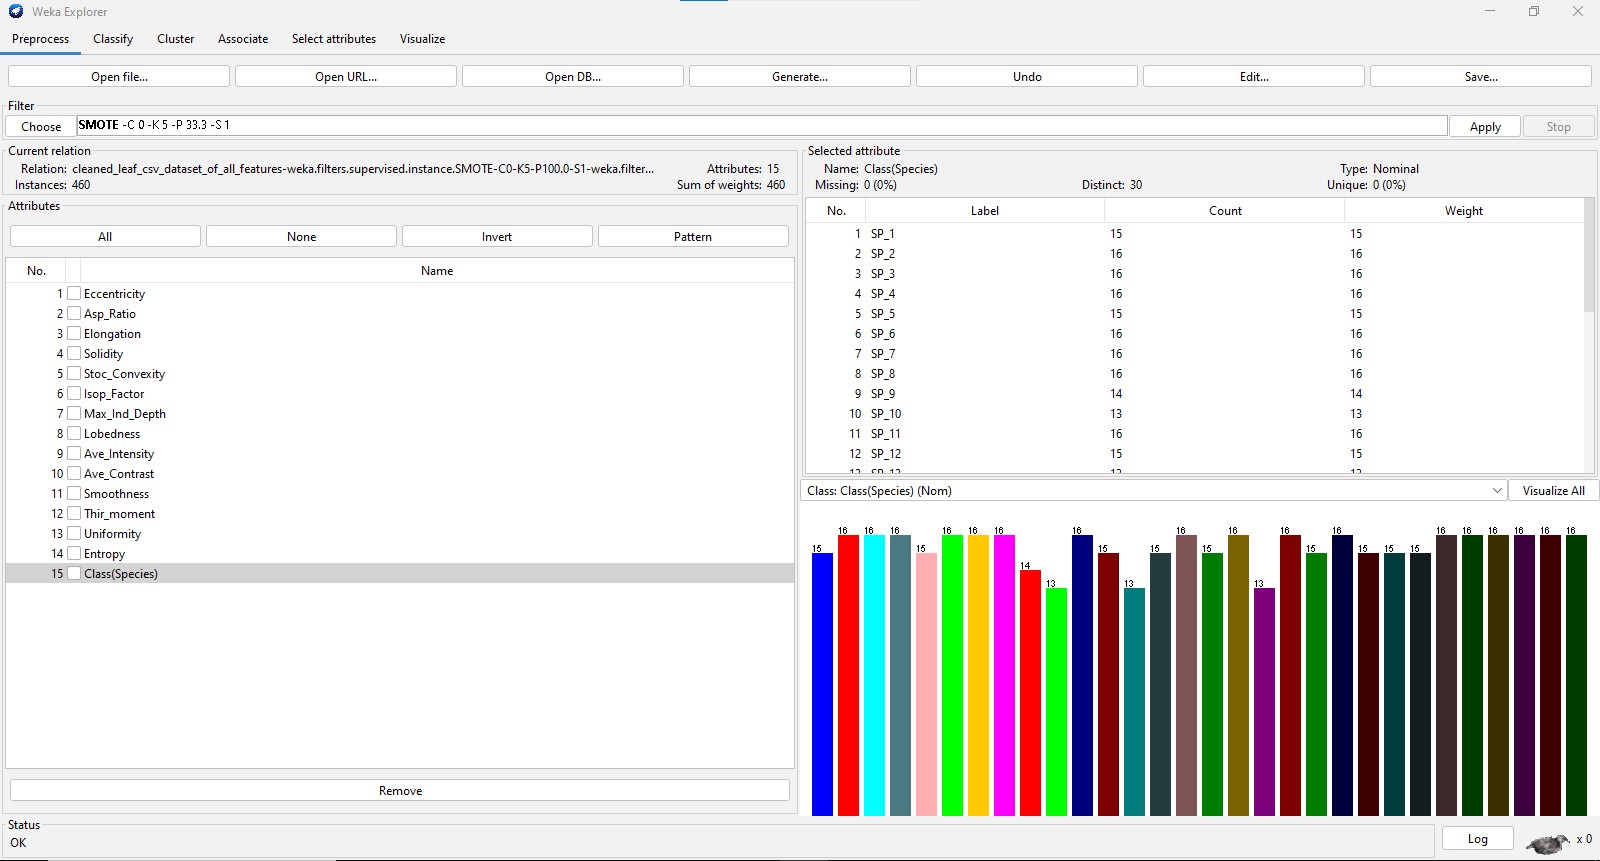 Weka Explorer
Preprocess Classify Cluster Associate Select attributes Visualize
Open file... Open URL... Open DB... Generate... Undo Edit... Save...
Filter
Choose SMOTE -C 0 -K 5 -P 33.3 -S 1 Apply Stop
Current relation
Relation: cleaned_leaf_csv_dataset_of_all_features-weka.filters.supervised.instance.SMOTE-C0-K5-P100.0-S1-weka.filter... Attributes: 15
Instances: 460 Sum of weights: 460
Attributes
All None Invert Pattern
No. Name
1 Eccentricity
2 Asp_Ratio
3 Elongation
4 Solidity
5 Stoc_Convexity
6 Isop_Factor
7 Max_Ind_Depth
8 Lobedness
9 Ave_Intensity
10 Ave_Contrast
11 Smoothness
12 Thir_moment
13 Uniformity
14 Entropy
15 Class(Species)
Remove
Selected attribute
Name: Class(Species) Type: Nominal
Missing: 0 (0%) Distinct: 30 Unique: 0 (0%)
No. Label Count Weight
1 SP_1 15 15
2 SP_2 16 16
3 SP_3 16 16
4 SP_4 16 16
5 SP_5 15 15
6 SP_6 16 16
7 SP_7 16 16
8 SP_8 16 16
9 SP_9 14 14
10 SP_10 13 13
11 SP_11 16 16
12 SP_12 15 15
Class: Class(Species) (Nom) Visualize All
15 16 16 16 15 16 16 16 14 13 16 15 13 15 16 15 16 13 16 15 16 15 15 15 16 16 16 16 16 16
Status
OK Log x 0